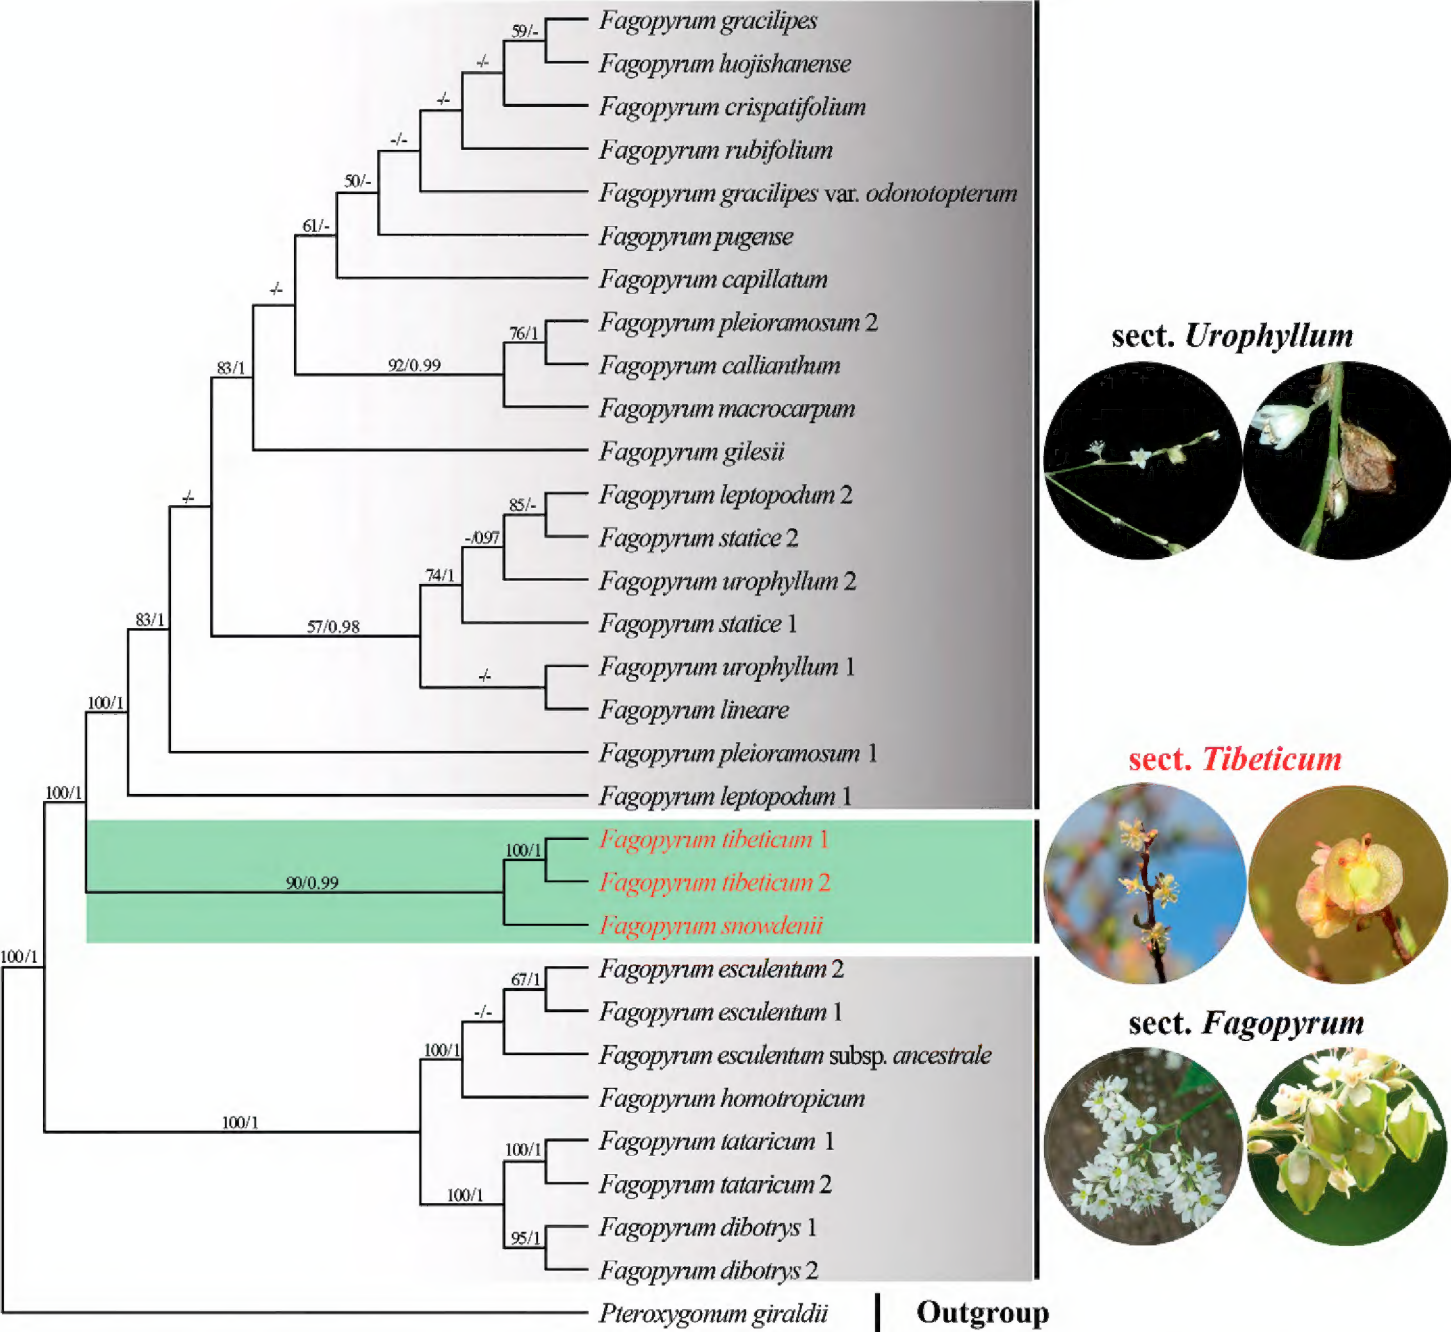 59/-
Fagopyrum gracilipes
-/-
Fagopyrum luojishanense
-/-
Fagopyrum crispatifolium
-/-
Fagopyrum rubifolium
50/-
Fagopyrum gracilipes var. odonotopterum
61/-
Fagopyrum pugense
-/-
Fagopyrum capillatum
76/1
Fagopyrum pleioramosum 2
83/1
92/0.99
Fagopyrum callianthum
Fagopyrum macrocarpum
Fagopyrum gilesii
-/-
85/-
Fagopyrum leptopodum 2
-/0.97
Fagopyrum statice 2
74/1
Fagopyrum urophyllum 2
83/1
57/0.98
Fagopyrum statice 1
-/-
Fagopyrum urophyllum 1
100/1
Fagopyrum lineare
Fagopyrum pleioramosum 1
100/1
Fagopyrum leptopodum 1
sect. Urophyllum
100/1
Fagopyrum tibeticum 1
90/0.99
Fagopyrum tibeticum 2
Fagopyrum snowdenii
sect. Tibeticum
100/1
67/1
Fagopyrum esculentum 2
-/-
Fagopyrum esculentum 1
100/1
Fagopyrum esculentum subsp. ancestrale
Fagopyrum homotropicum
100/1
100/1
Fagopyrum tataricum 1
100/1
Fagopyrum tataricum 2
95/1
Fagopyrum dibotrys 1
Fagopyrum dibotrys 2
sect. Fagopyrum
Pteroxygonum giraldii
Outgroup